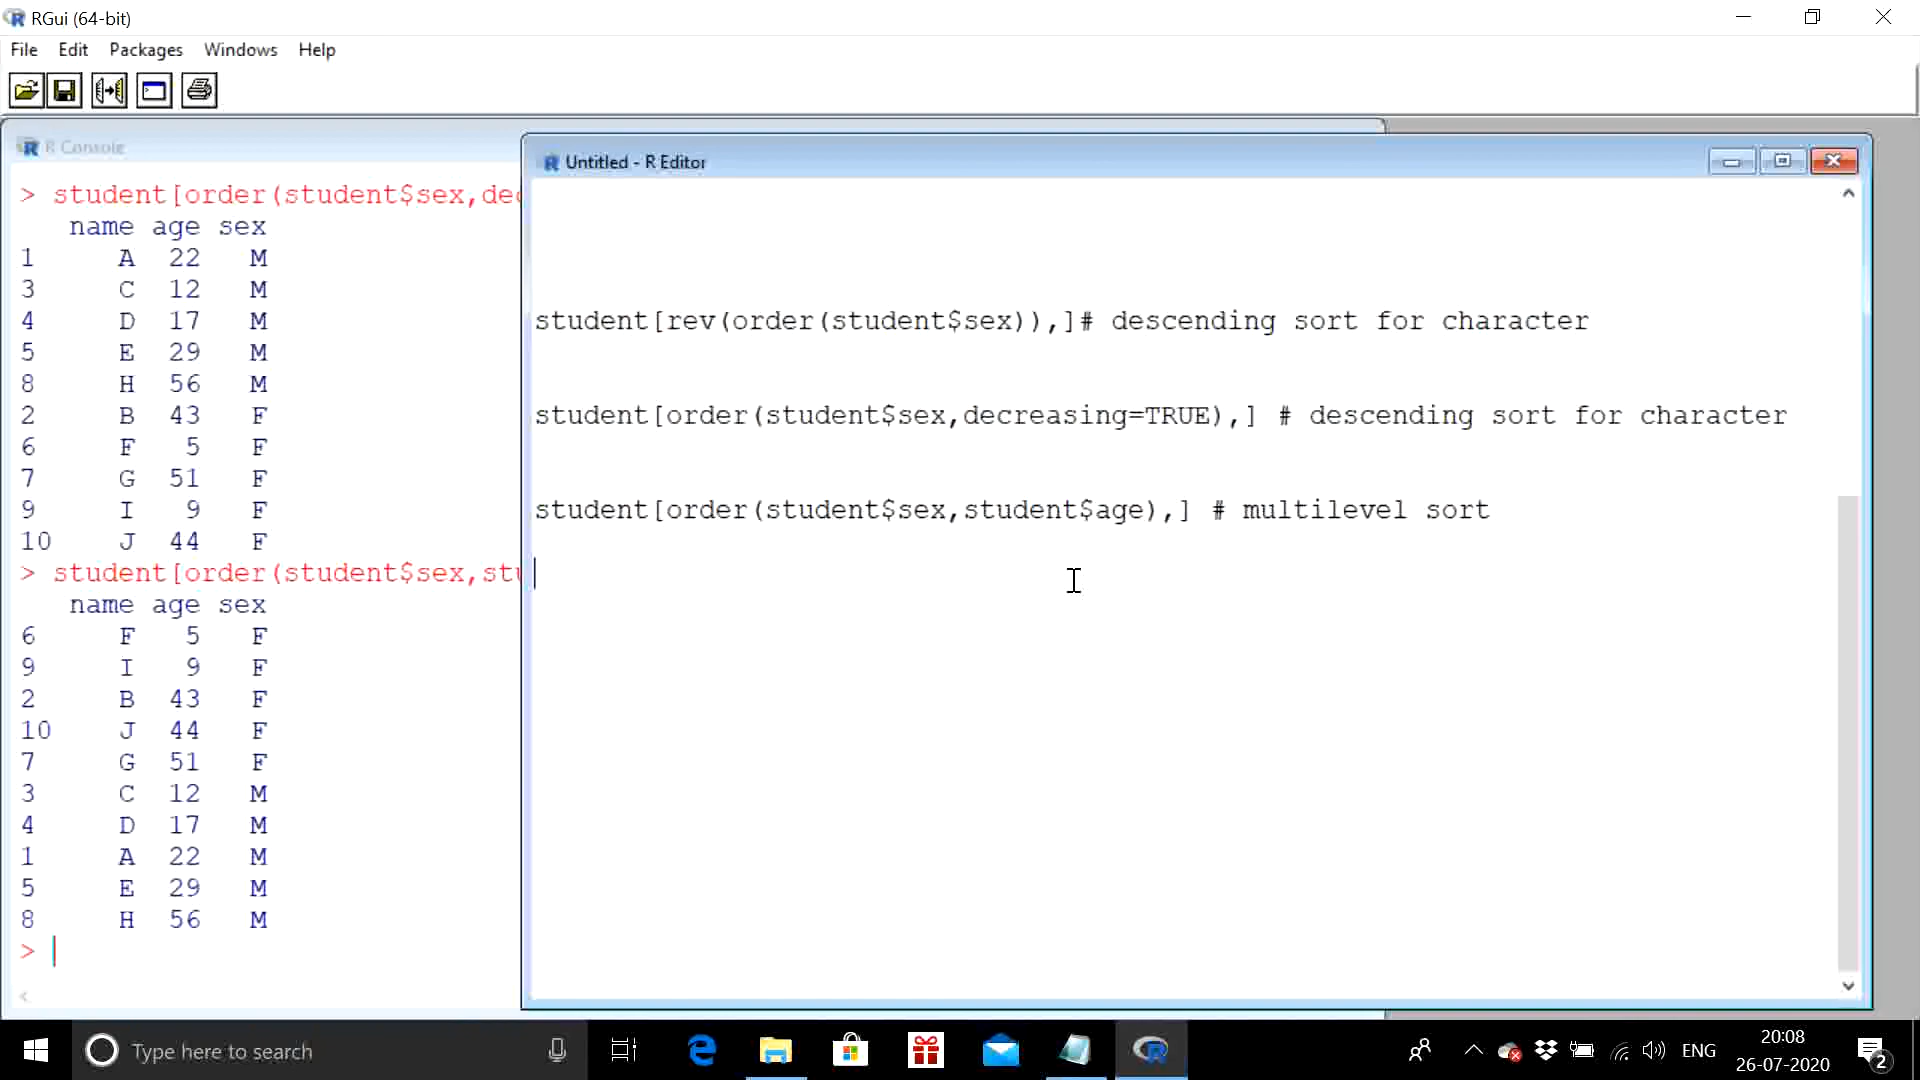 RGui (64-bit)
File Edit Packages Windows Help
R Console
> student[order(student$sex,dec
name age sex
1 A 22 M
3 C 12 M
4 D 17 M
5 E 29 M
8 H 56 M
2 B 43 F
6 F 5 F
7 G 51 F
9 I 9 F
10 J 44 F
> student[order(student$sex,stu
name age sex
6 F 5 F
9 I 9 F
2 B 43 F
10 J 44 F
7 G 51 F
3 C 12 M
4 D 17 M
1 A 22 M
5 E 29 M
8 H 56 M
>
Untitled - R Editor
student[rev(order(student$sex)),]# descending sort for character
student[order(student$sex,decreasing=TRUE),] # descending sort for character
student[order(student$sex,student$age),] # multilevel sort
Type here to search
ENG
20:08
26-07-2020
2